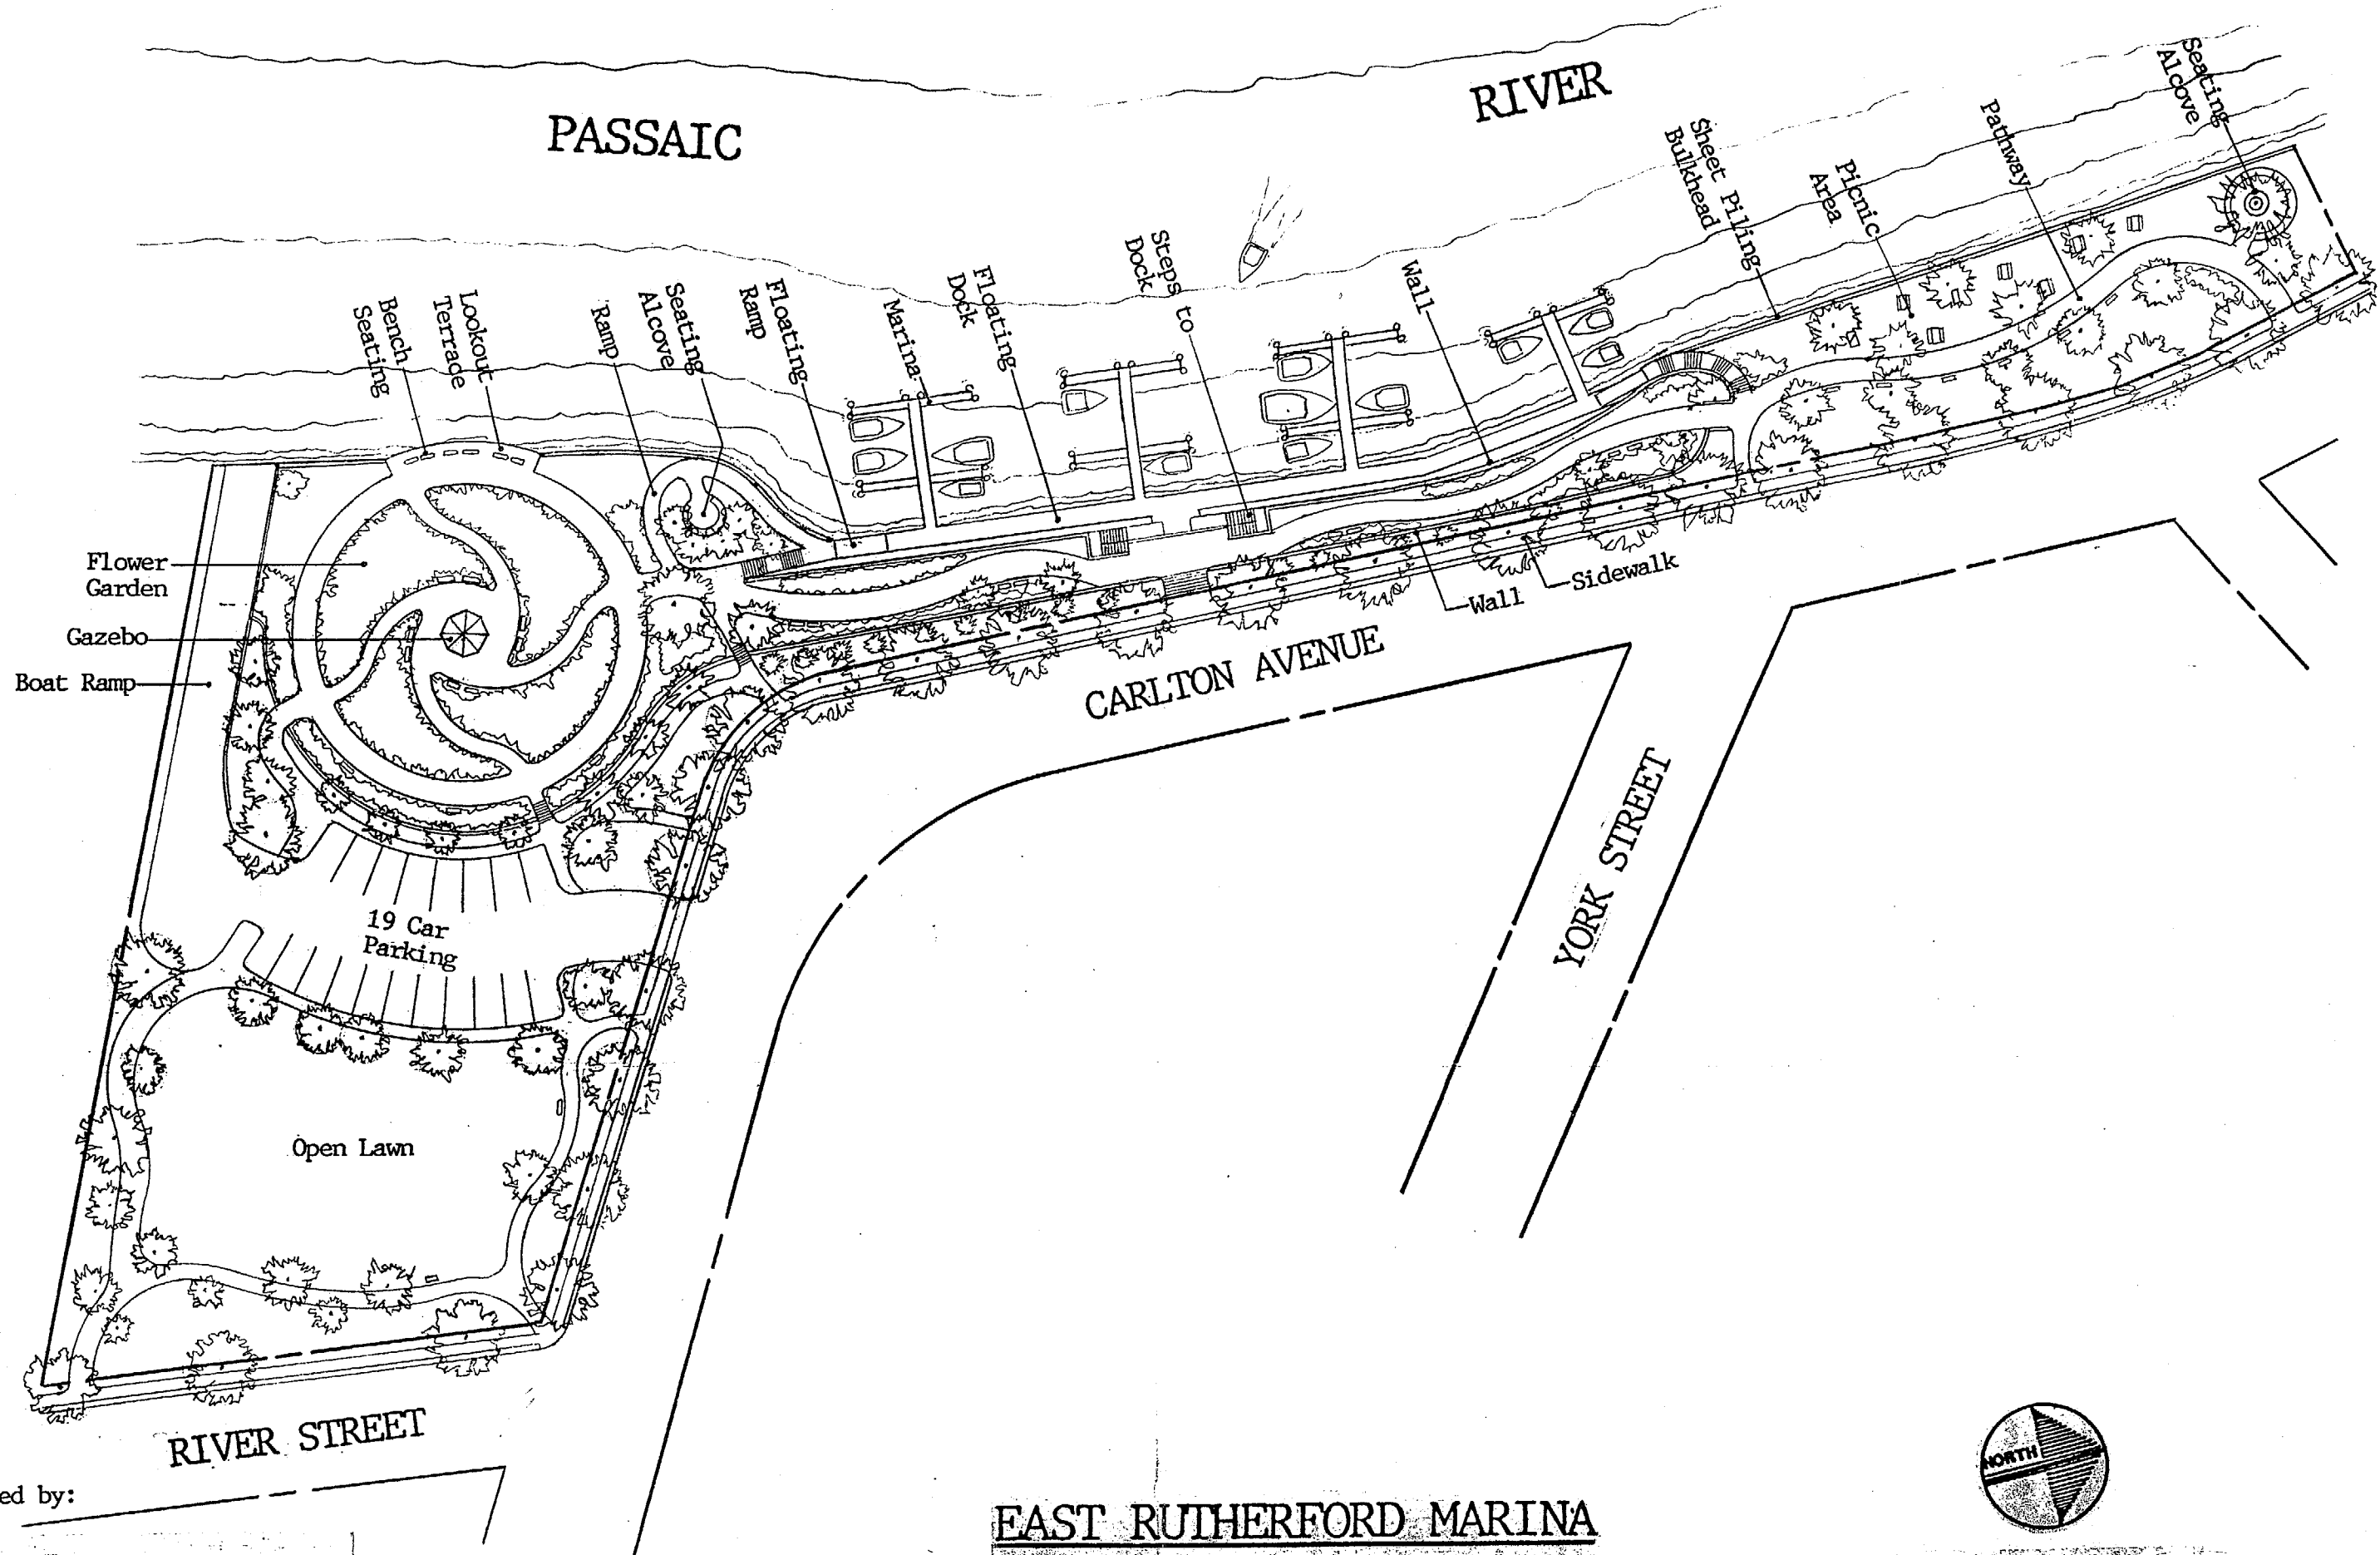 PASSAIC
RIVER
Seating
Alcove
Pathway
Picnic
Area
Sheet Piling
Bulkhead
Wall
Steps to
Dock
Floating
Dock
Marina
Floating
Ramp
Seating
Alcove
Ramp
Lookout
Terrace
Bench
Seating
Flower
Garden
Gazebo
Boat Ramp
Sidewalk
Wall
CARLTON AVENUE
YORK STREET
19 Car
Parking
Open Lawn
RIVER STREET
ed by:
NORTH
EAST RUTHERFORD MARINA